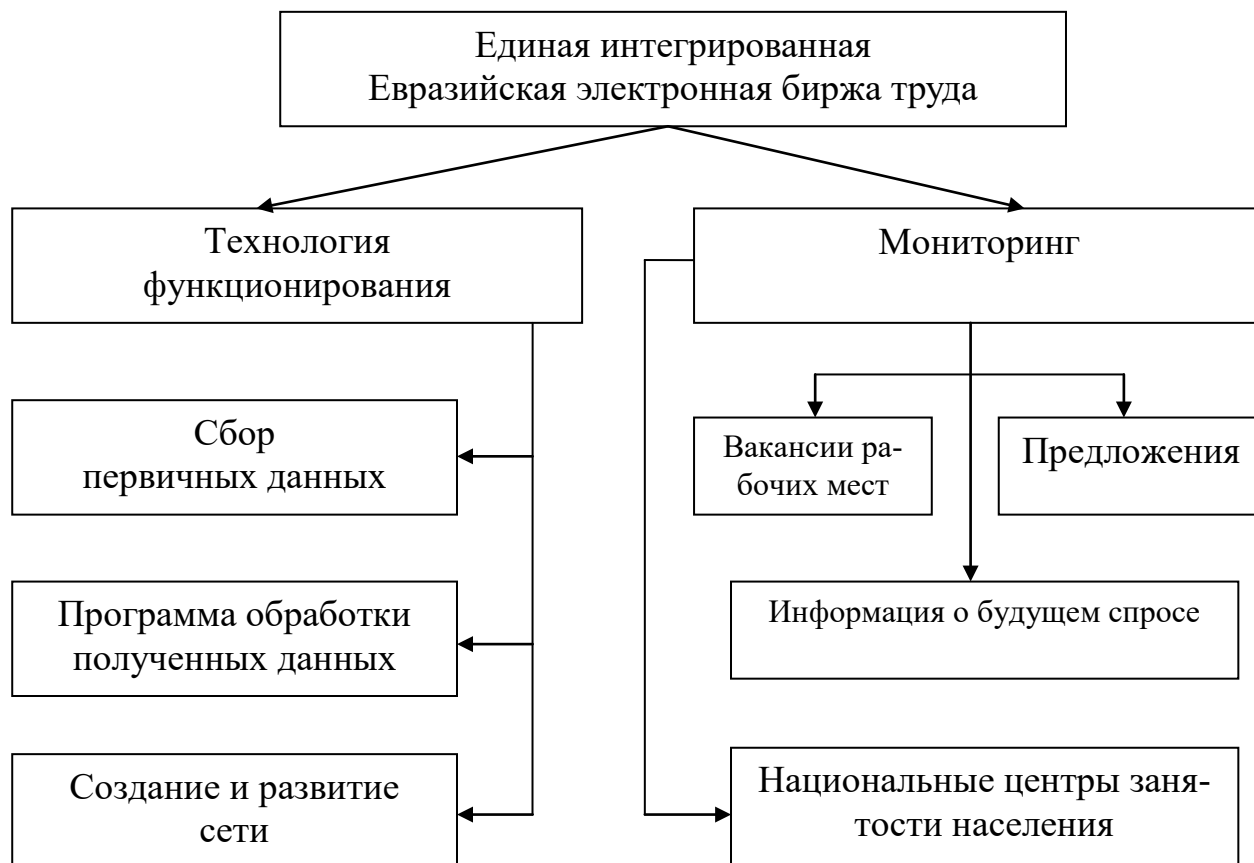 Единая интегрированная
Евразийская электронная биржа труда
Технология
функционирования
Мониторинг
Сбор
первичных данных
Вакансии ра-
бочих мест
Предложения
Программа обработки
полученных данных
Информация о будущем спросе
Создание и развитие
сети
Национальные центры заня-
тости населения